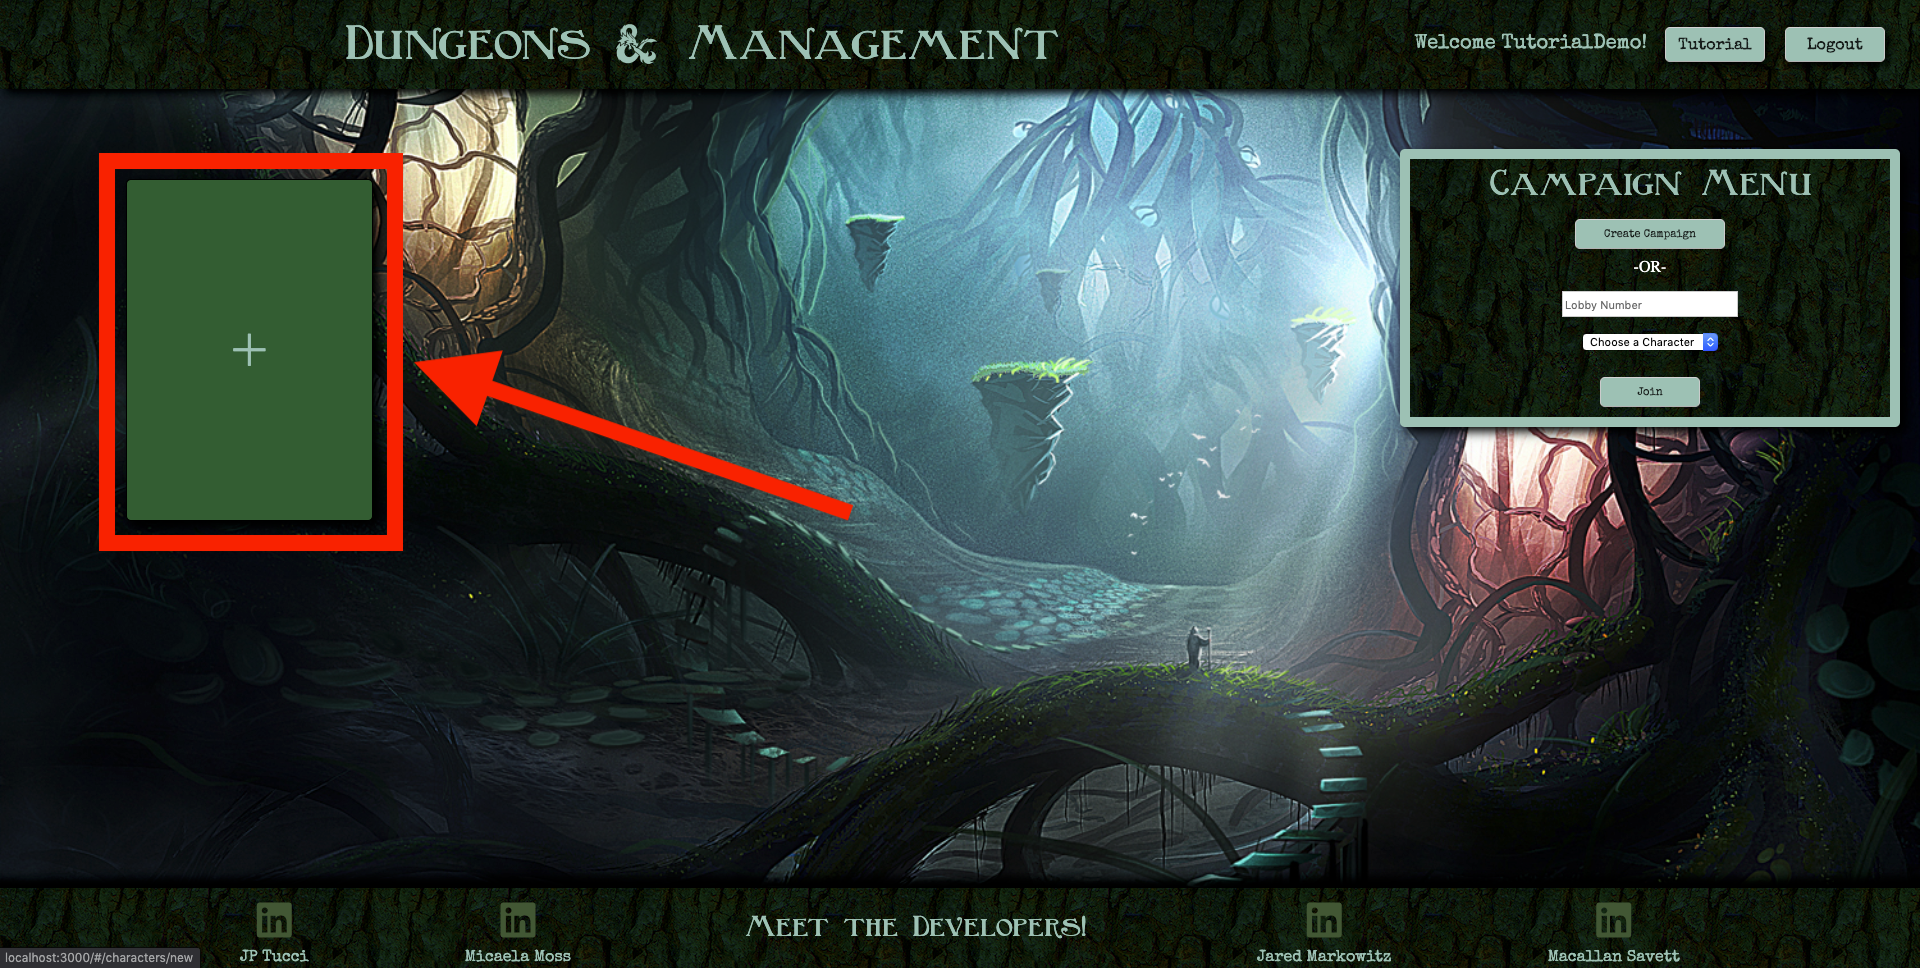 Dungeons & Management
Welcome TutorialDemo!
Tutorial
Logout
Campaign Menu
Create Campaign
-OR-
Lobby Number
Choose a Character
Join
Meet the Developers!
JP Tucci
Micaela Moss
Jared Markowitz
Macallan Savett
localhost:3000/#/characters/new